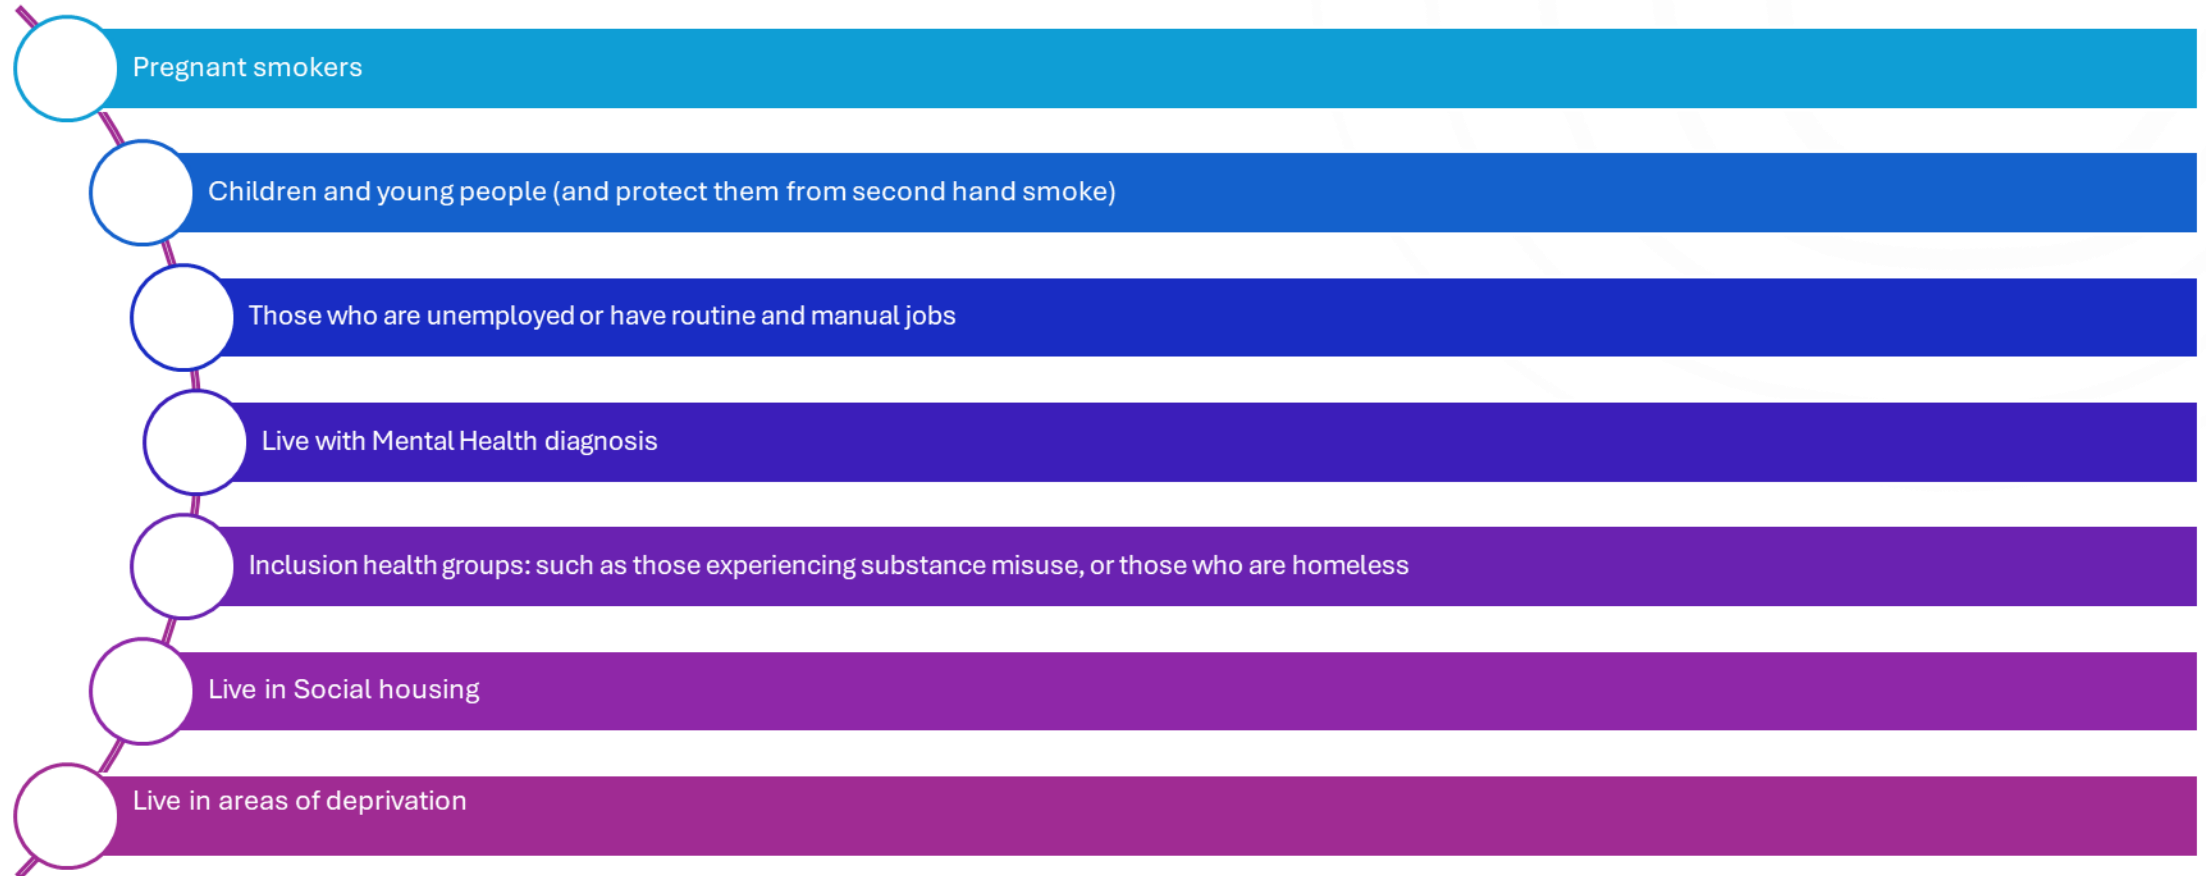 Pregnant smokers
Children and young people (and protect them from second hand smoke)
Those who are unemployed or have routine and manual jobs
Live with Mental Health diagnosis
Inclusion health groups: such as those experiencing substance misuse, or those who are homeless
Live in Social housing
Live in areas of deprivation